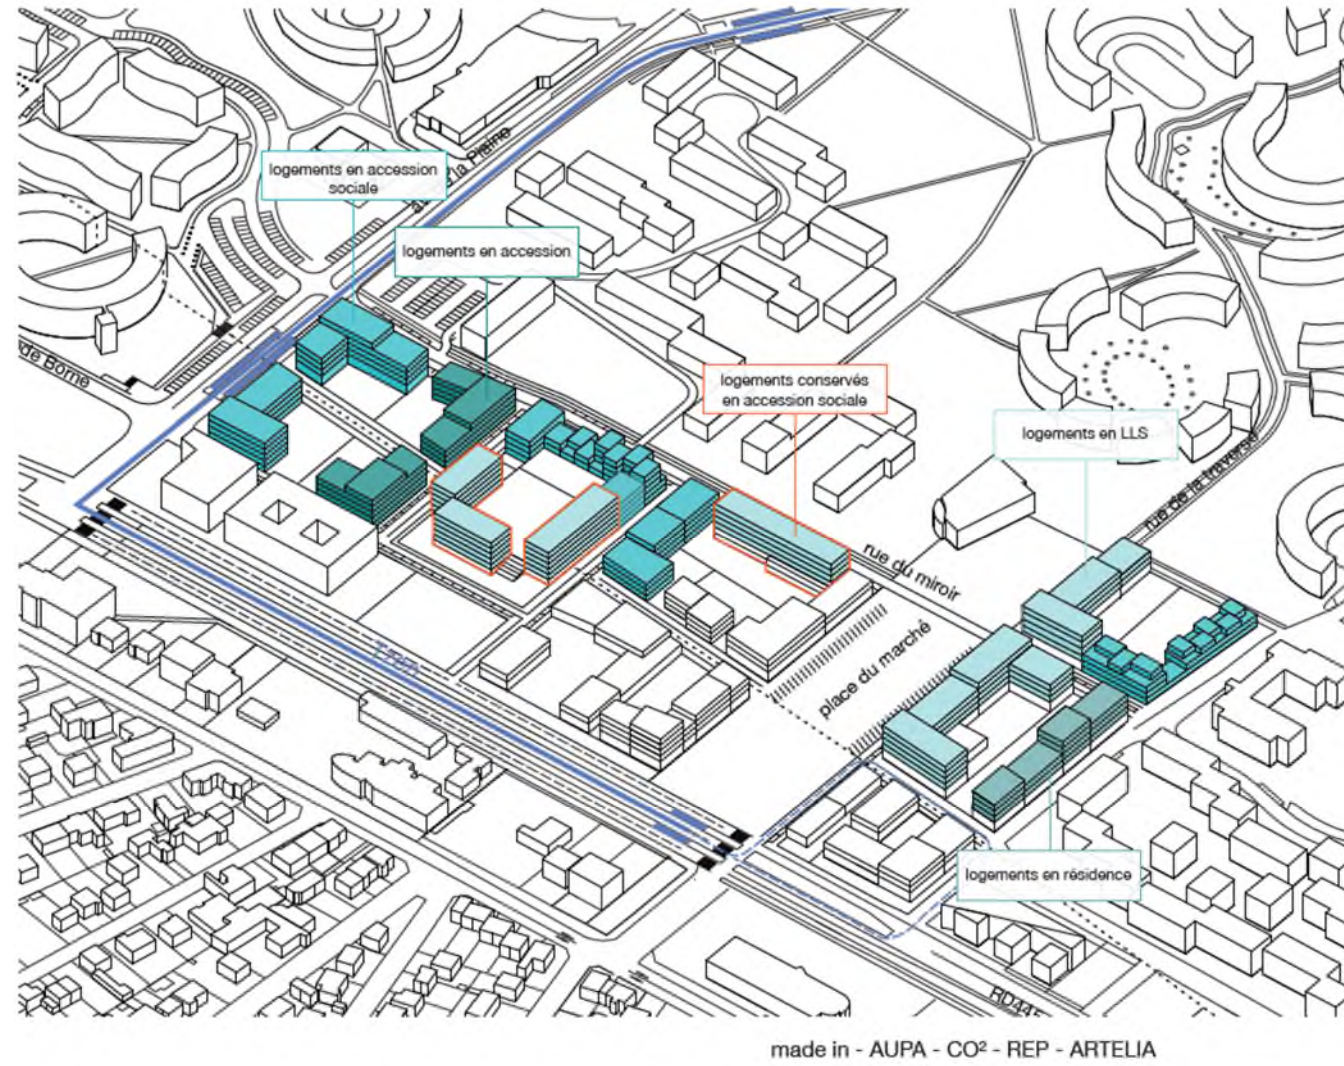 la Plaine
logements en accession
sociale
logements en accession
de Borne
logements conservés
en accession sociale
logements en LLS
rue de la traverse
rue du miroir
place du marché
logements en résidence
RD445
made in - AUPA - CO² - REP - ARTELIA